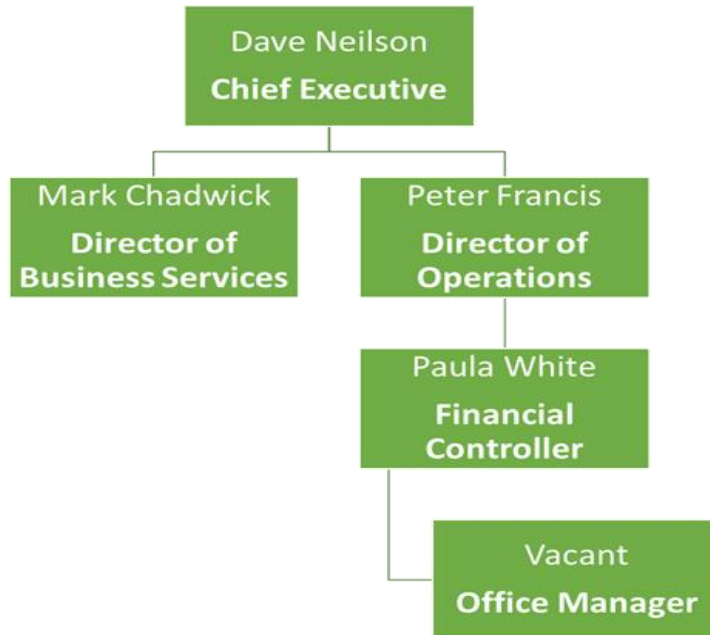 Dave Neilson
Chief Executive
Mark Chadwick
Director of
Business Services
Peter Francis
Director of
Operations
Paula White
Financial
Controller
Vacant
Office Manager